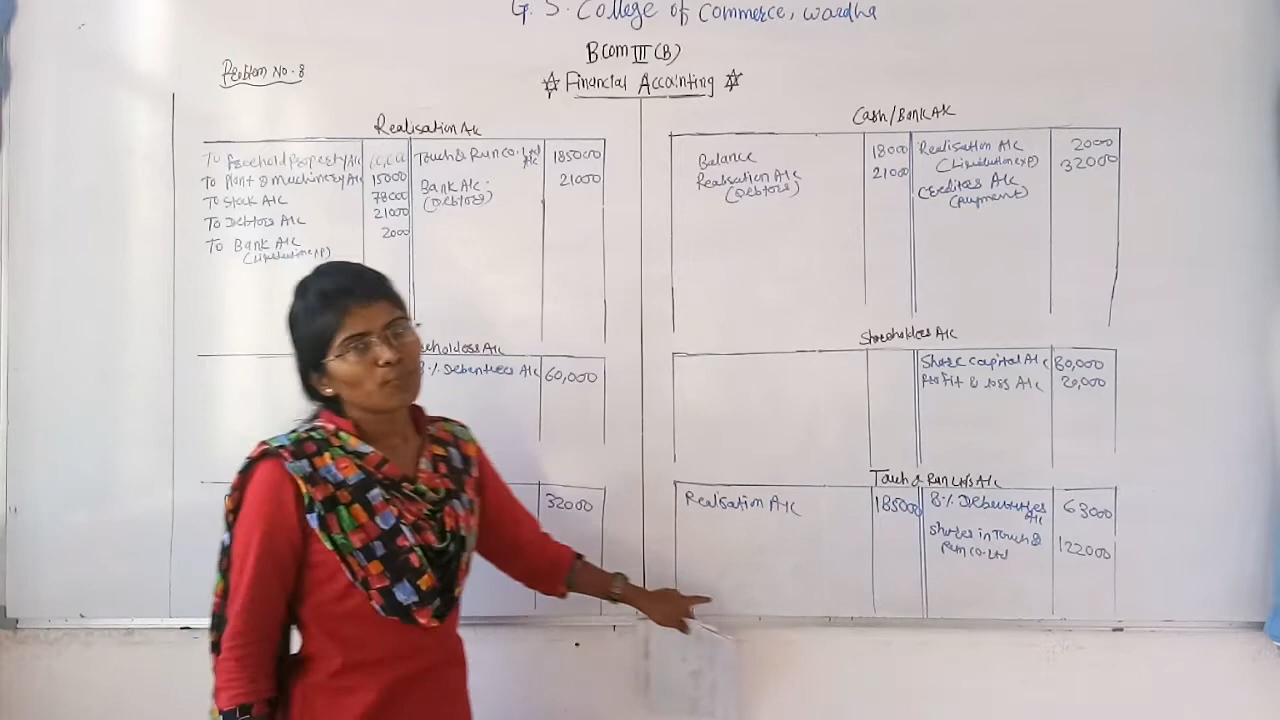 G. S. College of Commerce, Wardha
BCom III (B)
Problem No. 8
Financial Accounting
Realisation A/c
To Freehold Property A/c
To Plant & Machinery A/c 15000
To Stock A/c 78000
To Debtors A/c 21000
To Bank A/c 2000
(Liquidation exp)
Touch & Run Co. Ltd A/c 185000
Bank A/c. 21000
(Debtors)
Cash/Bank A/c
Balance 18000
Realisation A/c 21000
(Debtors)
Realisation A/c 2000
(Liquidation exp) 32000
Creditors A/c
(Payment)
holders A/c
8% Debentures A/c 60,000
Shareholders A/c
Share Capital A/c 80,000
Profit & Loss A/c 20,000
32000
Touch & Run Ltd's A/c
Realisation A/c 185000
8% Debentures A/c 63000
Shares in Touch & Run Co. Ltd 122000